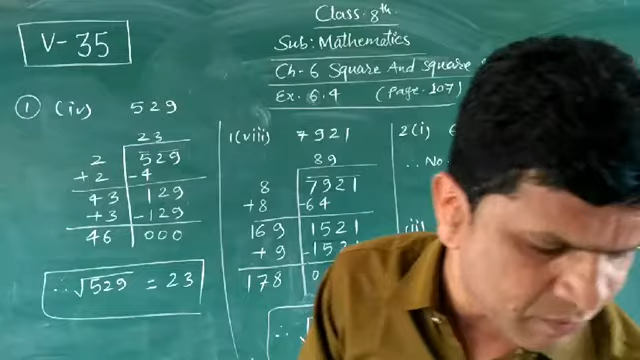 V-35
Class 8th
Sub: Mathematics
Ch-6 Square And Square
Ex. 6.4 (Page. 107)
① (iv) 529
23
2 529
+2 -4
43 129
+3 -129
46 000
∴ √529 = 23
1(viii) 7921
89
8 7921
+8 -64
169 1521
+9 -152
178 0
∴ √
2(i)
∴ No.
(ii)